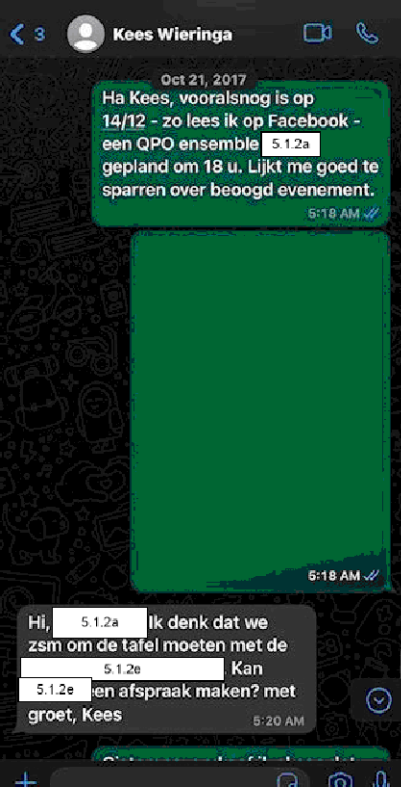 3 Kees Wieringa
Oct 21, 2017
Ha Kees, vooralsnog is op
14/12 - zo lees ik op Facebook -
een QPO ensemble 5.1.2a
gepland om 18 u. Lijkt me goed te
sparren over beoogd evenement.
5:18 AM
5:18 AM
Hi, 5.1.2a Ik denk dat we
zsm om de tafel moeten met de
5.1.2e . Kan
5.1.2e een afspraak maken? met
groet, Kees
5:20 AM